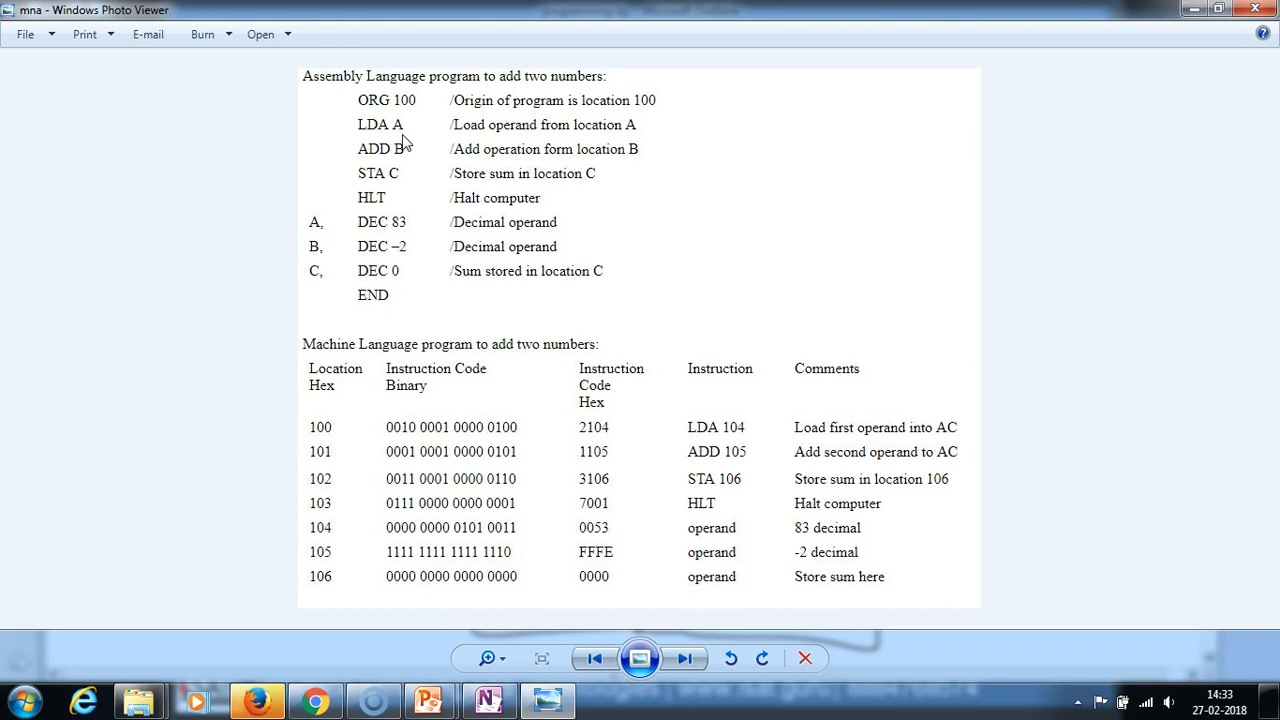 mna - Windows Photo Viewer
File Print E-mail Burn Open
Assembly Language program to add two numbers:
ORG 100 /Origin of program is location 100
LDA A /Load operand from location A
ADD B /Add operation form location B
STA C /Store sum in location C
HLT /Halt computer
A, DEC 83 /Decimal operand
B, DEC –2 /Decimal operand
C, DEC 0 /Sum stored in location C
END
Machine Language program to add two numbers:
Location Instruction Code Instruction Instruction Comments
Hex Binary Code
Hex
100 0010 0001 0000 0100 2104 LDA 104 Load first operand into AC
101 0001 0001 0000 0101 1105 ADD 105 Add second operand to AC
102 0011 0001 0000 0110 3106 STA 106 Store sum in location 106
103 0111 0000 0000 0001 7001 HLT Halt computer
104 0000 0000 0101 0011 0053 operand 83 decimal
105 1111 1111 1111 1110 FFFE operand -2 decimal
106 0000 0000 0000 0000 0000 operand Store sum here
14:33
27-02-2018